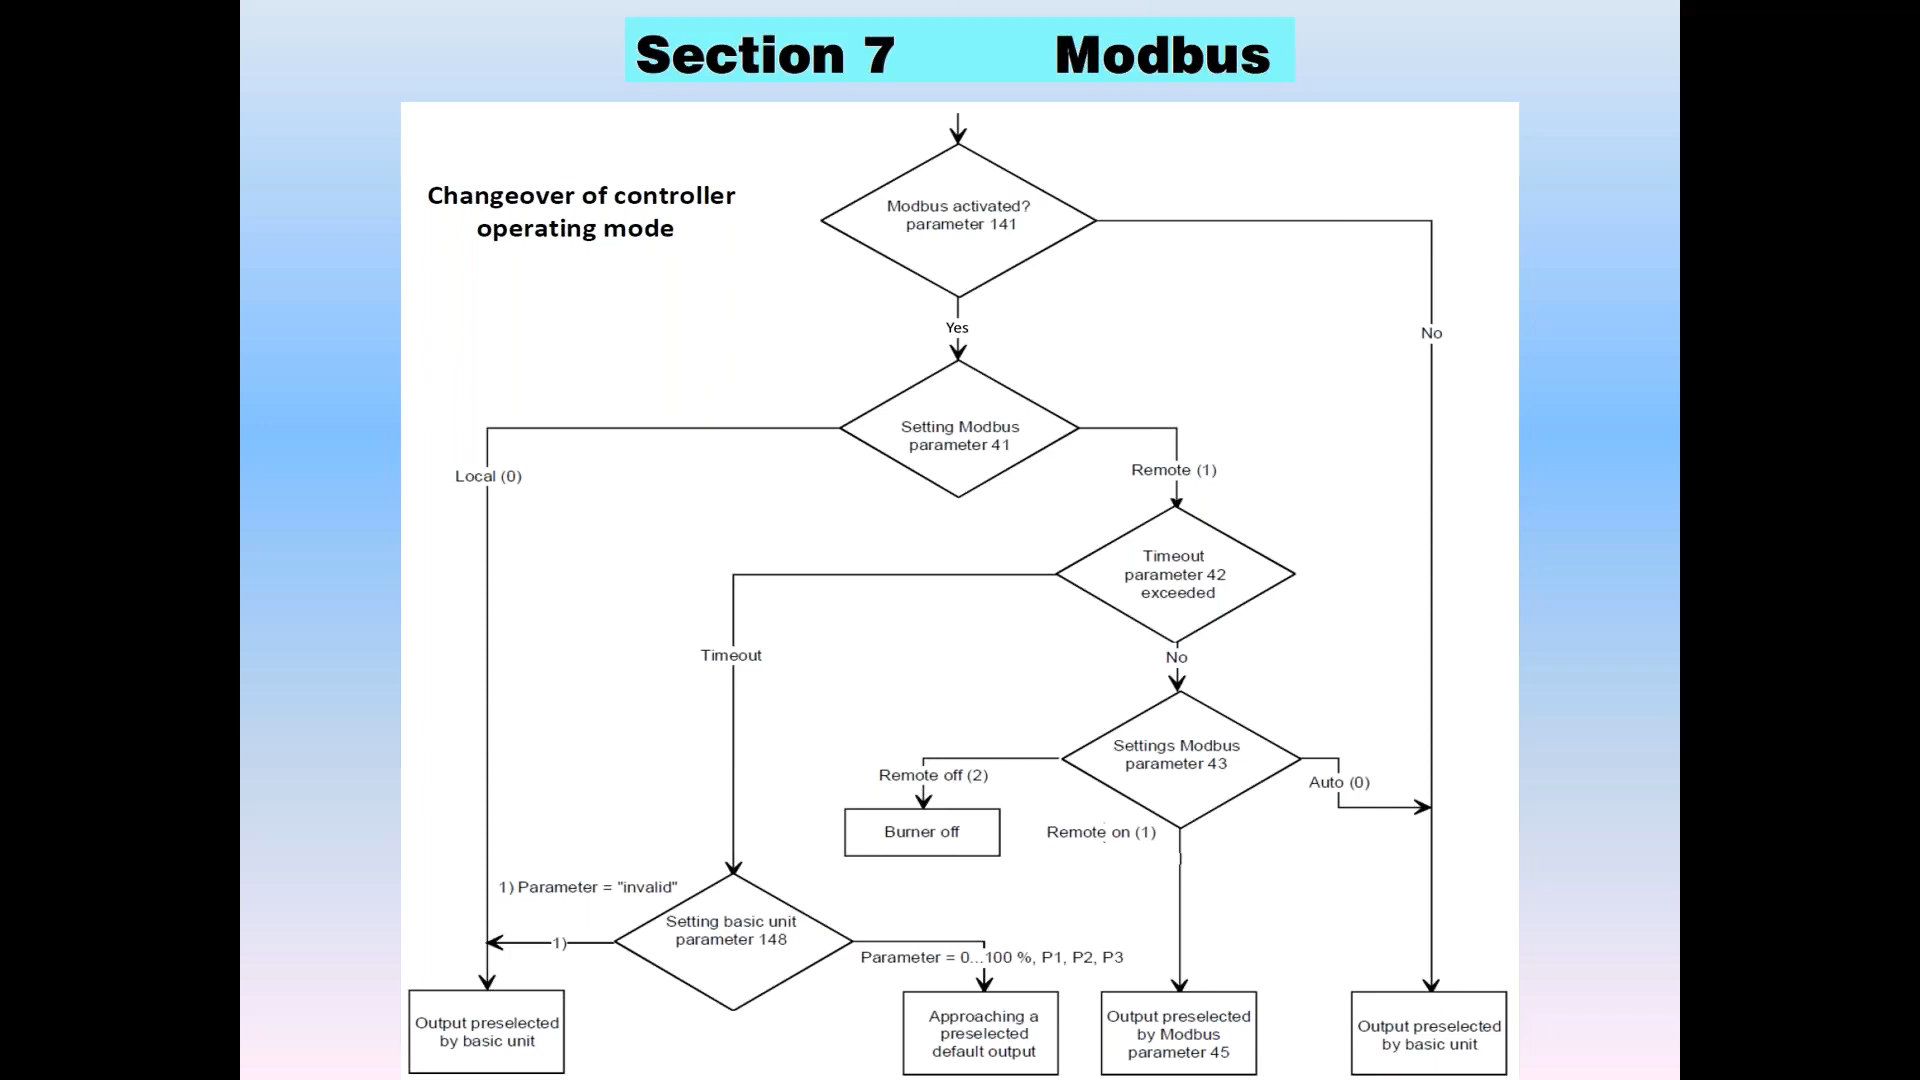 Section 7 Modbus
Changeover of controller
operating mode
Modbus activated?
parameter 141
No
Yes
Setting Modbus
parameter 41
Local (0)
Remote (1)
Timeout
parameter 42
exceeded
Timeout
No
Settings Modbus
parameter 43
Remote off (2)
Auto (0)
Burner off
Remote on (1)
1) Parameter = "invalid"
Setting basic unit
parameter 148
1)
Parameter = 0...100 %, P1, P2, P3
Output preselected
by basic unit
Approaching a
preselected
default output
Output preselected
by Modbus
parameter 45
Output preselected
by basic unit